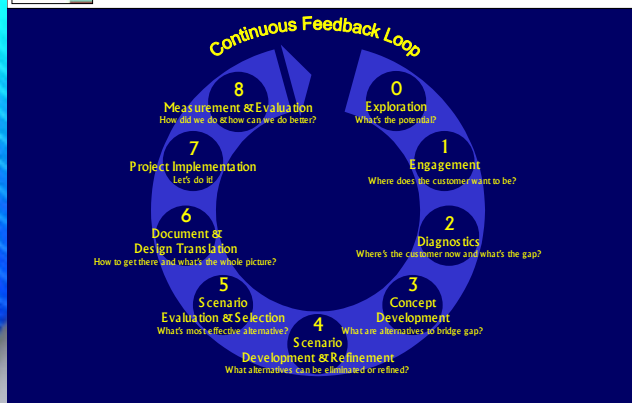 Continuous Feedback Loop
0
Exploration
What's the potential?
1
Engagement
Where does the customer want to be?
2
Diagnostics
Where's the customer now and what's the gap?
3
Concept
Development
What are alternatives to bridge gap?
4
Scenario
Development & Refinement
What alternatives can be eliminated or refined?
5
Scenario
Evaluation & Selection
What's most effective alternative?
6
Document &
Design Translation
How to get there and what's the whole picture?
7
Project Implementation
Let's do it!
8
Measurement & Evaluation
How did we do & how can we do better?